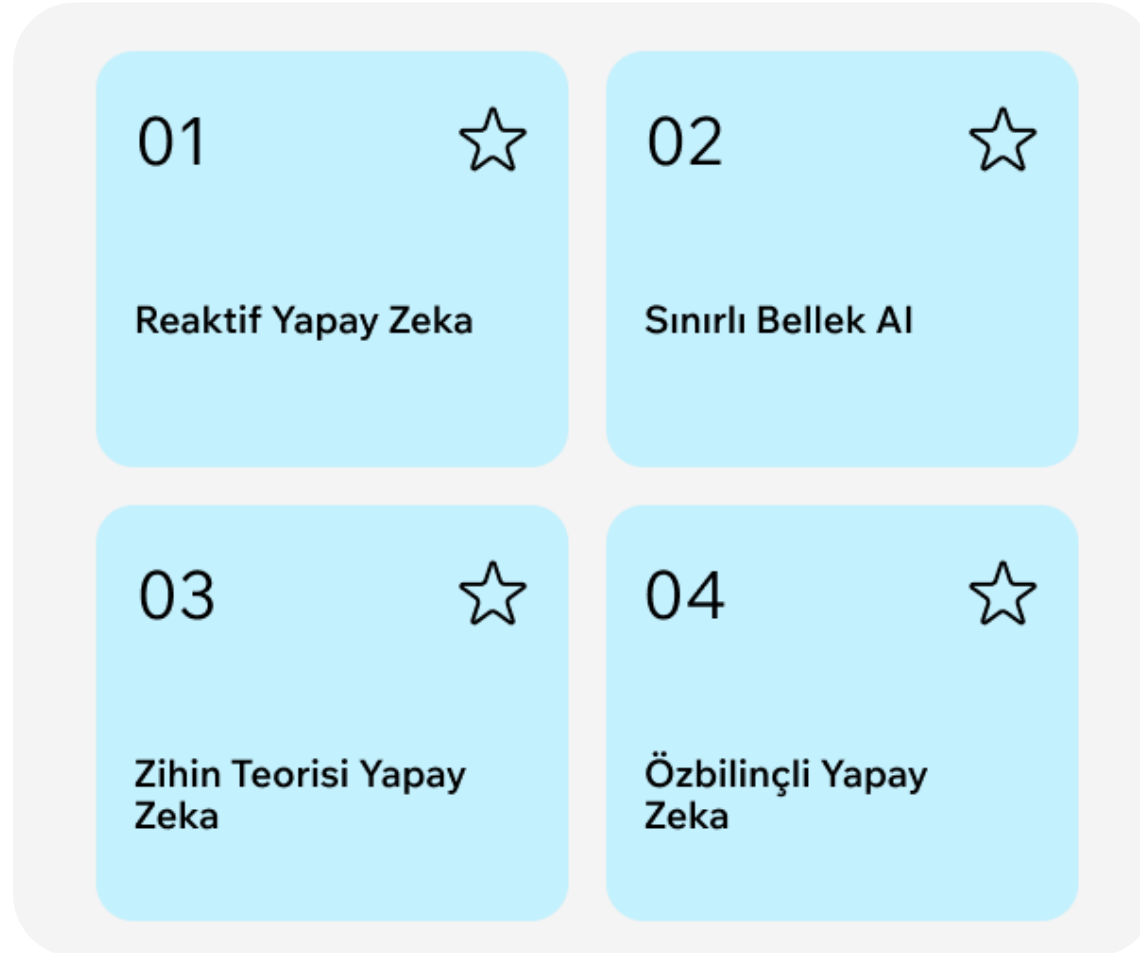 01
Reaktif Yapay Zeka
02
Sınırlı Bellek AI
03
Zihin Teorisi Yapay
Zeka
04
Özbilinçli Yapay
Zeka